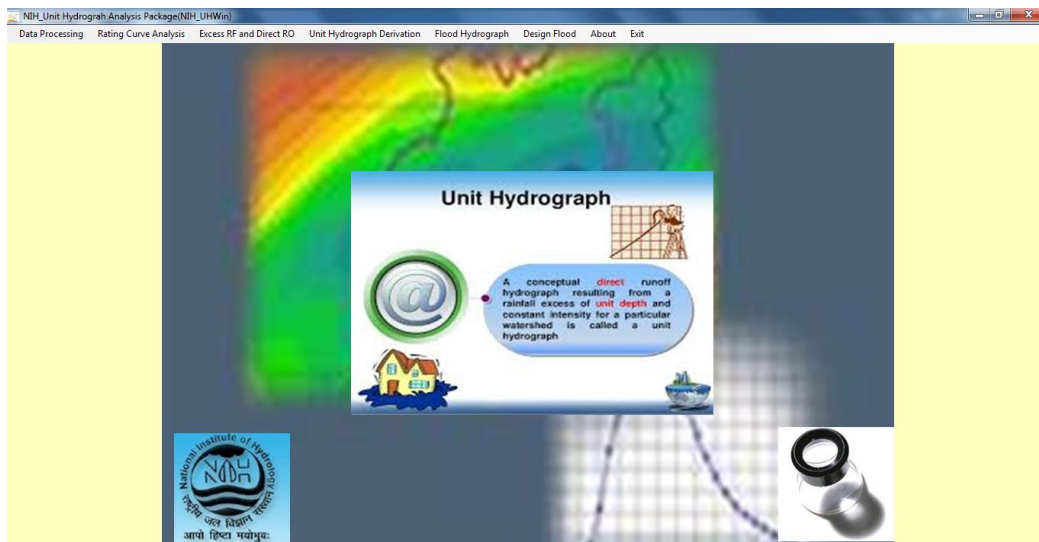 NIH_Unit Hydrograh Analysis Package(NIH_UHWin)
Data Processing Rating Curve Analysis Excess RF and Direct RO Unit Hydrograph Derivation Flood Hydrograph Design Flood About Exit
Unit Hydrograph
@
A conceptual direct runoff
hydrograph resulting from a
rainfall excess of unit depth and
constant intensity for a particular
watershed is called a unit
hydrograph
National Institute of Hydrology
राष्ट्रीय जल विज्ञान संस्थान
आपो हिष्टा मयोभुवः